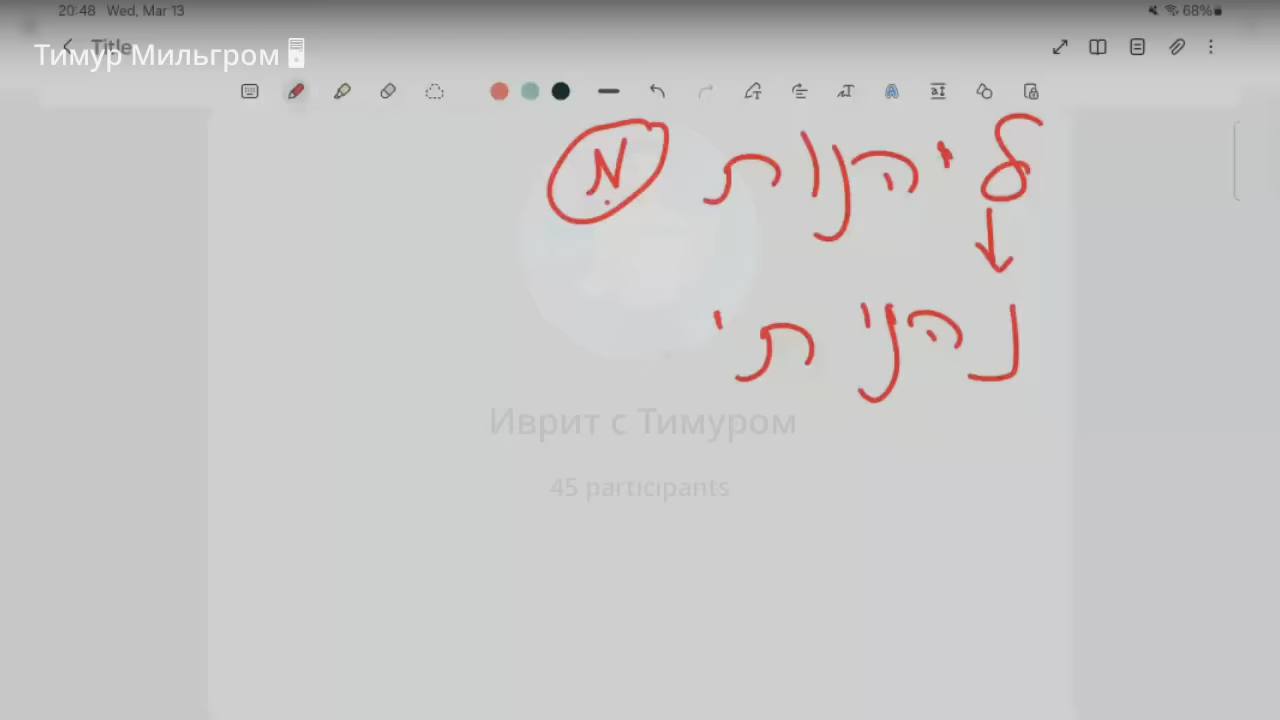 20:48 Wed, Mar 13 68%
Title
Тимур Мильгром
ליהנות מ
נהניתי
Иврит с Тимуром
45 participants